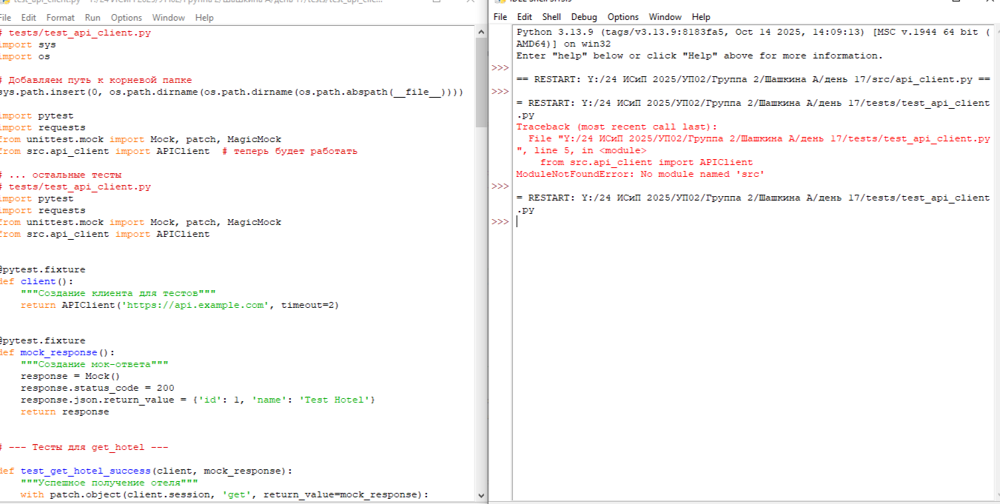 File Edit Format Run Options Window Help
# tests/test_api_client.py
import sys
import os
# Добавляем путь к корневой папке
sys.path.insert(0, os.path.dirname(os.path.dirname(os.path.abspath(__file__))))
import pytest
import requests
from unittest.mock import Mock, patch, MagicMock
from src.api_client import APIClient  # теперь будет работать
# ... остальные тесты
# tests/test_api_client.py
import pytest
import requests
from unittest.mock import Mock, patch, MagicMock
from src.api_client import APIClient
@pytest.fixture
def client():
    """Создание клиента для тестов"""
    return APIClient('https://api.example.com', timeout=2)
@pytest.fixture
def mock_response():
    """Создание мок-ответа"""
    response = Mock()
    response.status_code = 200
    response.json.return_value = {'id': 1, 'name': 'Test Hotel'}
    return response
# --- Тесты для get_hotel ---
def test_get_hotel_success(client, mock_response):
    """Успешное получение отеля"""
    with patch.object(client.session, 'get', return_value=mock_response):
File Edit Shell Debug Options Window Help
Python 3.13.9 (tags/v3.13.9:8183fa5, Oct 14 2025, 14:09:13) [MSC v.1944 64 bit (
AMD64)] on win32
Enter "help" below or click "Help" above for more information.
>>>
== RESTART: Y:/24 ИСиП 2025/УП02/Группа 2/Шашкина А/день 17/src/api_client.py ==
>>>
= RESTART: Y:/24 ИСиП 2025/УП02/Группа 2/Шашкина А/день 17/tests/test_api_client
.py
Traceback (most recent call last):
  File "Y:/24 ИСиП 2025/УП02/Группа 2/Шашкина А/день 17/tests/test_api_client.py
", line 5, in <module>
    from src.api_client import APIClient
ModuleNotFoundError: No module named 'src'
>>>
= RESTART: Y:/24 ИСиП 2025/УП02/Группа 2/Шашкина А/день 17/tests/test_api_client
.py
>>>